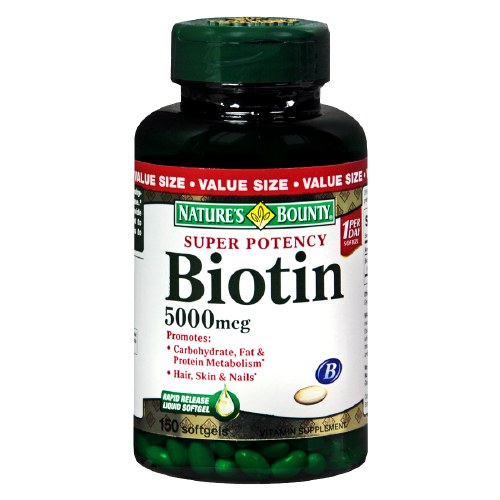 VALUE SIZE • VALUE SIZE • VALUE SIZE •
NATURE'S BOUNTY
1 PER
DAY
SOFTGEL
SUPER POTENCY
Biotin
5000mcg
Promotes:
• Carbohydrate, Fat &
Protein Metabolism*
• Hair, Skin & Nails*
B
RAPID RELEASE
LIQUID SOFTGEL
150 softgels
VITAMIN SUPPLEMENT